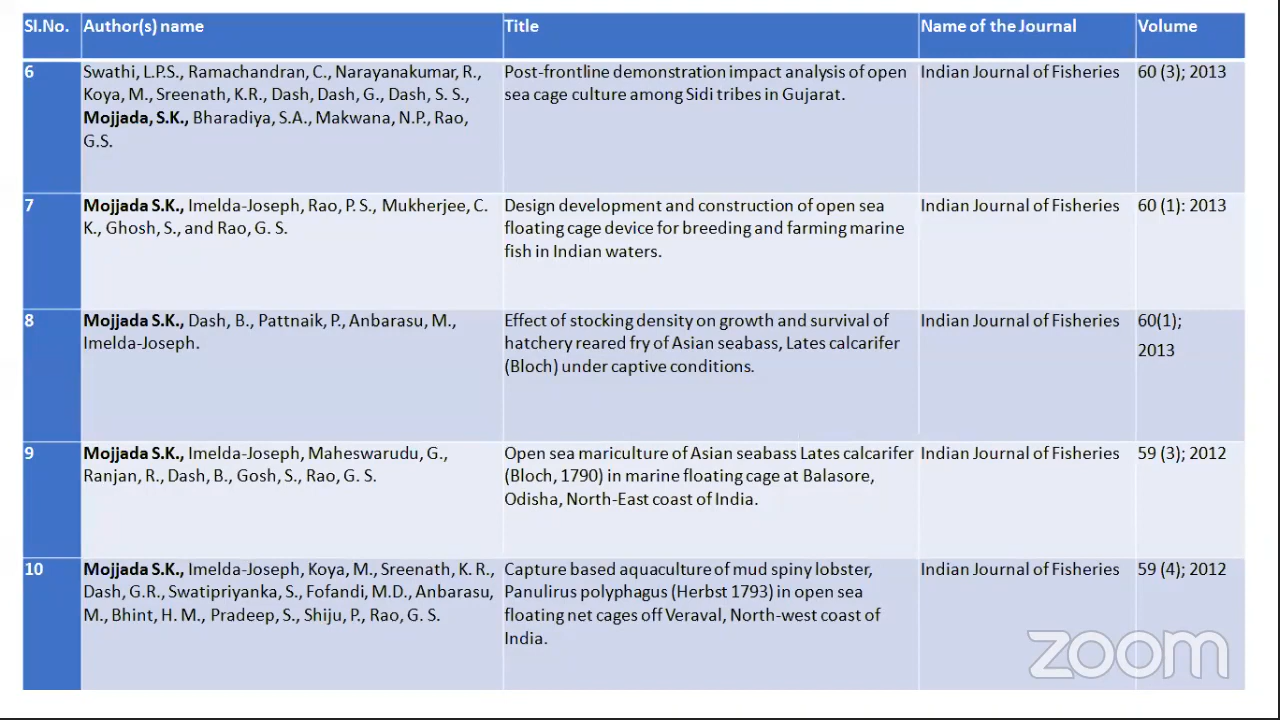 Sl.No. Author(s) name Title Name of the Journal Volume
6 Swathi, L.P.S., Ramachandran, C., Narayanakumar, R., Post-frontline demonstration impact analysis of open Indian Journal of Fisheries 60 (3); 2013
Koya, M., Sreenath, K.R., Dash, Dash, G., Dash, S. S., sea cage culture among Sidi tribes in Gujarat.
Mojjada, S.K., Bharadiya, S.A., Makwana, N.P., Rao,
G.S.
7 Mojjada S.K., Imelda-Joseph, Rao, P. S., Mukherjee, C. Design development and construction of open sea Indian Journal of Fisheries 60 (1): 2013
K., Ghosh, S., and Rao, G. S. floating cage device for breeding and farming marine
fish in Indian waters.
8 Mojjada S.K., Dash, B., Pattnaik, P., Anbarasu, M., Effect of stocking density on growth and survival of Indian Journal of Fisheries 60(1);
Imelda-Joseph. hatchery reared fry of Asian seabass, Lates calcarifer 2013
(Bloch) under captive conditions.
9 Mojjada S.K., Imelda-Joseph, Maheswarudu, G., Open sea mariculture of Asian seabass Lates calcarifer Indian Journal of Fisheries 59 (3); 2012
Ranjan, R., Dash, B., Gosh, S., Rao, G. S. (Bloch, 1790) in marine floating cage at Balasore,
Odisha, North-East coast of India.
10 Mojjada S.K., Imelda-Joseph, Koya, M., Sreenath, K. R., Capture based aquaculture of mud spiny lobster, Indian Journal of Fisheries 59 (4); 2012
Dash, G.R., Swatipriyanka, S., Fofandi, M.D., Anbarasu, Panulirus polyphagus (Herbst 1793) in open sea
M., Bhint, H. M., Pradeep, S., Shiju, P., Rao, G. S. floating net cages off Veraval, North-west coast of
India.
zoom